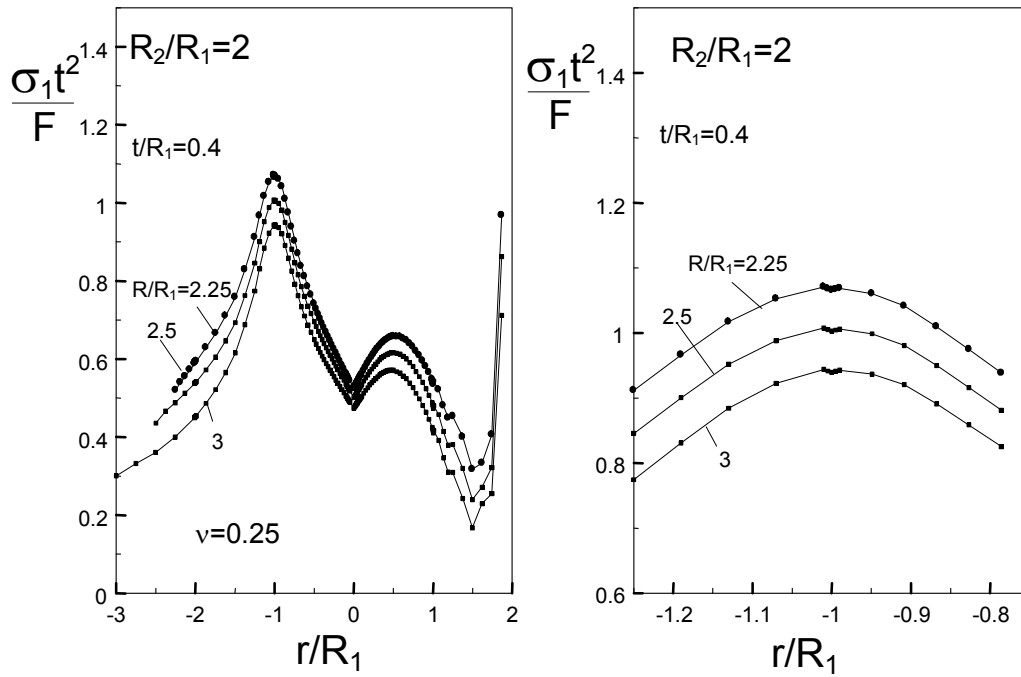 1.4
R₂/R₁=2
σ₁t²
F
1.2
t/R₁=0.4
1
0.8
R/R₁=2.25
0.6
2.5
0.4
3
0.2
ν=0.25
0
-3 -2 -1 0 1 2
r/R₁
R₂/R₁=2
1.4
σ₁t²
F
t/R₁=0.4
1.2
R/R₁=2.25
2.5
1
0.8
3
0.6
-1.2 -1.1 -1 -0.9 -0.8
r/R₁